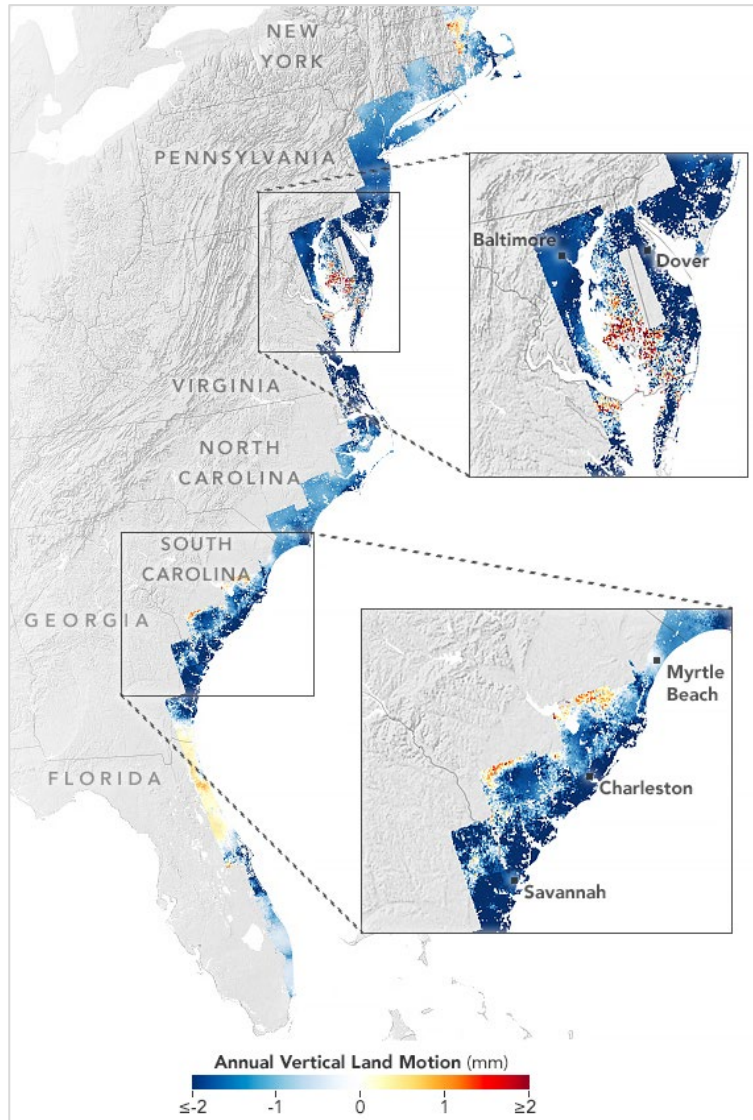 NEW
YORK
PENNSYLVANIA
Baltimore
Dover
VIRGINIA
NORTH
CAROLINA
SOUTH
CAROLINA
GEORGIA
Myrtle
Beach
Charleston
FLORIDA
Savannah
Annual Vertical Land Motion (mm)
≤-2 -1 0 1 ≥2